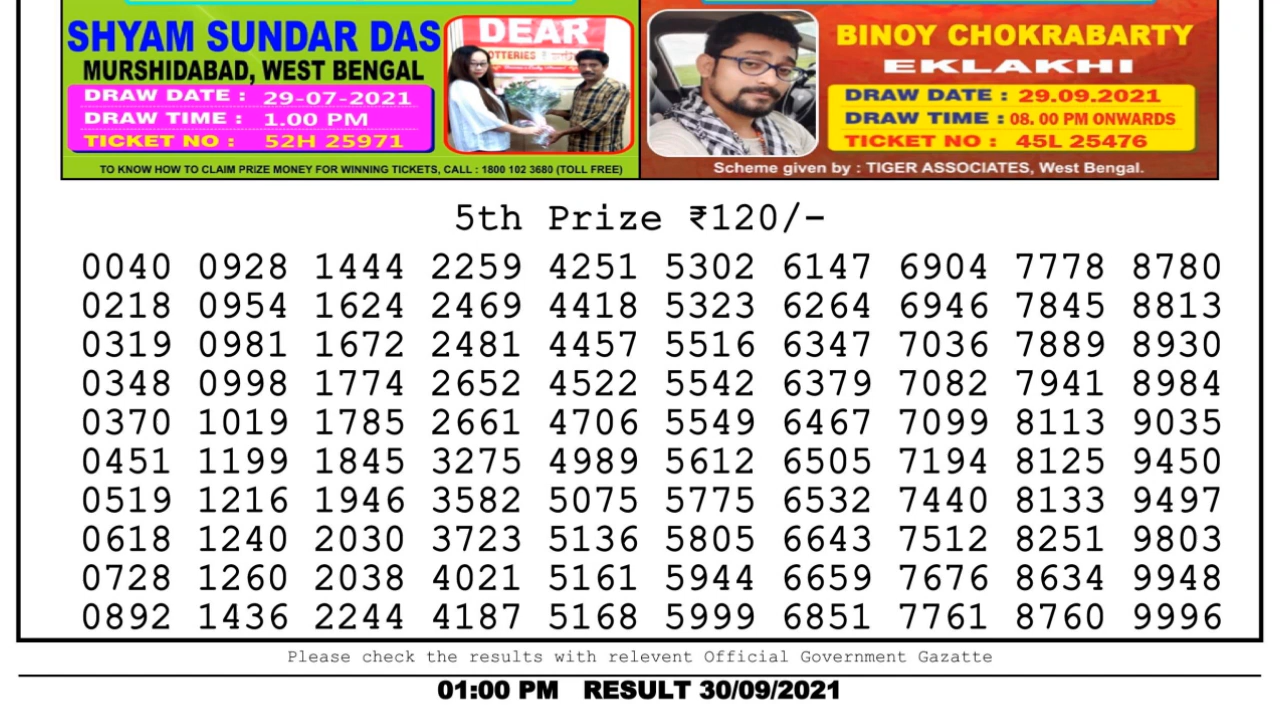 SHYAM SUNDAR DAS
MURSHIDABAD, WEST BENGAL
DRAW DATE : 29-07-2021
DRAW TIME : 1.00 PM
TICKET NO : 52H 25971
TO KNOW HOW TO CLAIM PRIZE MONEY FOR WINNING TICKETS, CALL : 1800 102 3680 (TOLL FREE)
DEAR
BINOY CHOKRABARTY
EKLAKHI
DRAW DATE : 29.09.2021
DRAW TIME : 08. 00 PM ONWARDS
TICKET NO : 45L 25476
Scheme given by : TIGER ASSOCIATES, West Bengal.
5th Prize ₹120/-
0040 0928 1444 2259 4251 5302 6147 6904 7778 8780
0218 0954 1624 2469 4418 5323 6264 6946 7845 8813
0319 0981 1672 2481 4457 5516 6347 7036 7889 8930
0348 0998 1774 2652 4522 5542 6379 7082 7941 8984
0370 1019 1785 2661 4706 5549 6467 7099 8113 9035
0451 1199 1845 3275 4989 5612 6505 7194 8125 9450
0519 1216 1946 3582 5075 5775 6532 7440 8133 9497
0618 1240 2030 3723 5136 5805 6643 7512 8251 9803
0728 1260 2038 4021 5161 5944 6659 7676 8634 9948
0892 1436 2244 4187 5168 5999 6851 7761 8760 9996
Please check the results with relevent Official Government Gazatte
01:00 PM RESULT 30/09/2021